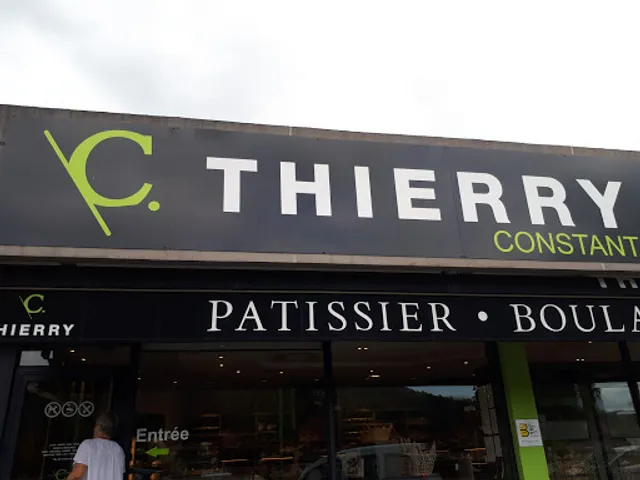 C.
THIERRY
CONSTANT
C.
THIERRY
PATISSIER • BOULA
Entrée